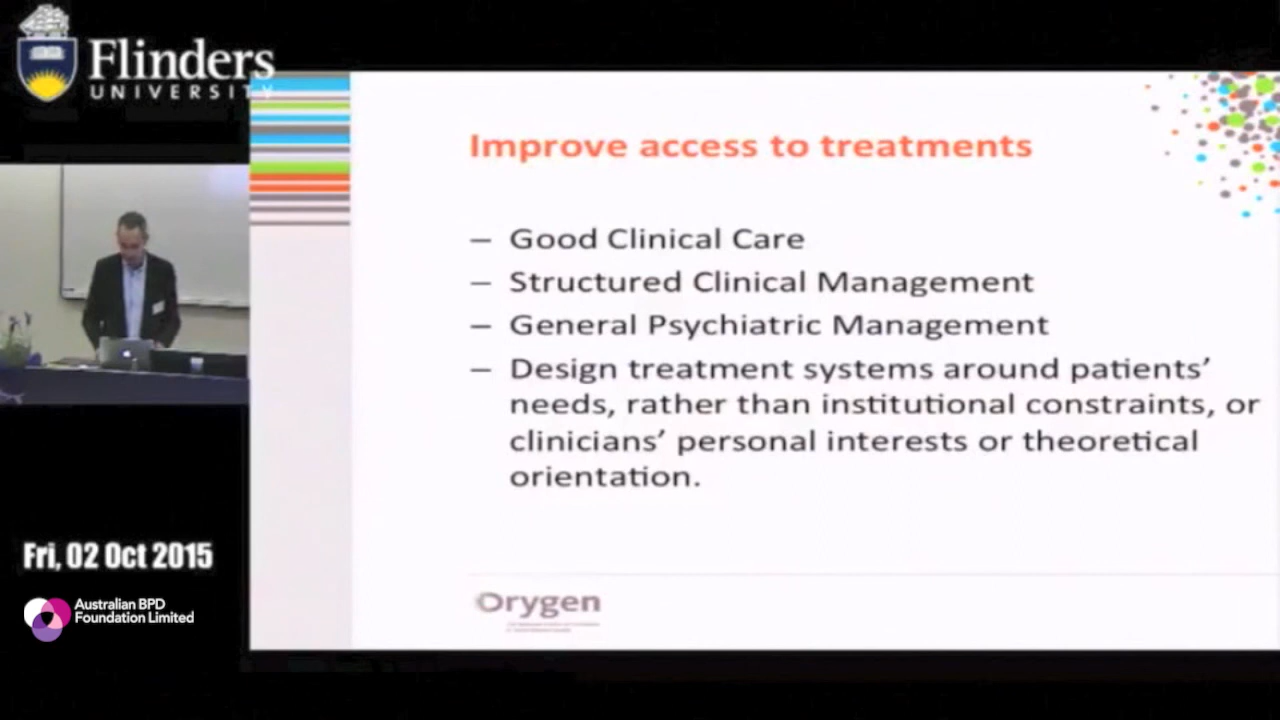 Flinders
UNIVERSITY
Improve access to treatments
– Good Clinical Care
– Structured Clinical Management
– General Psychiatric Management
– Design treatment systems around patients’
needs, rather than institutional constraints, or
clinicians’ personal interests or theoretical
orientation.
Fri, 02 Oct 2015
Australian BPD
Foundation Limited
Orygen